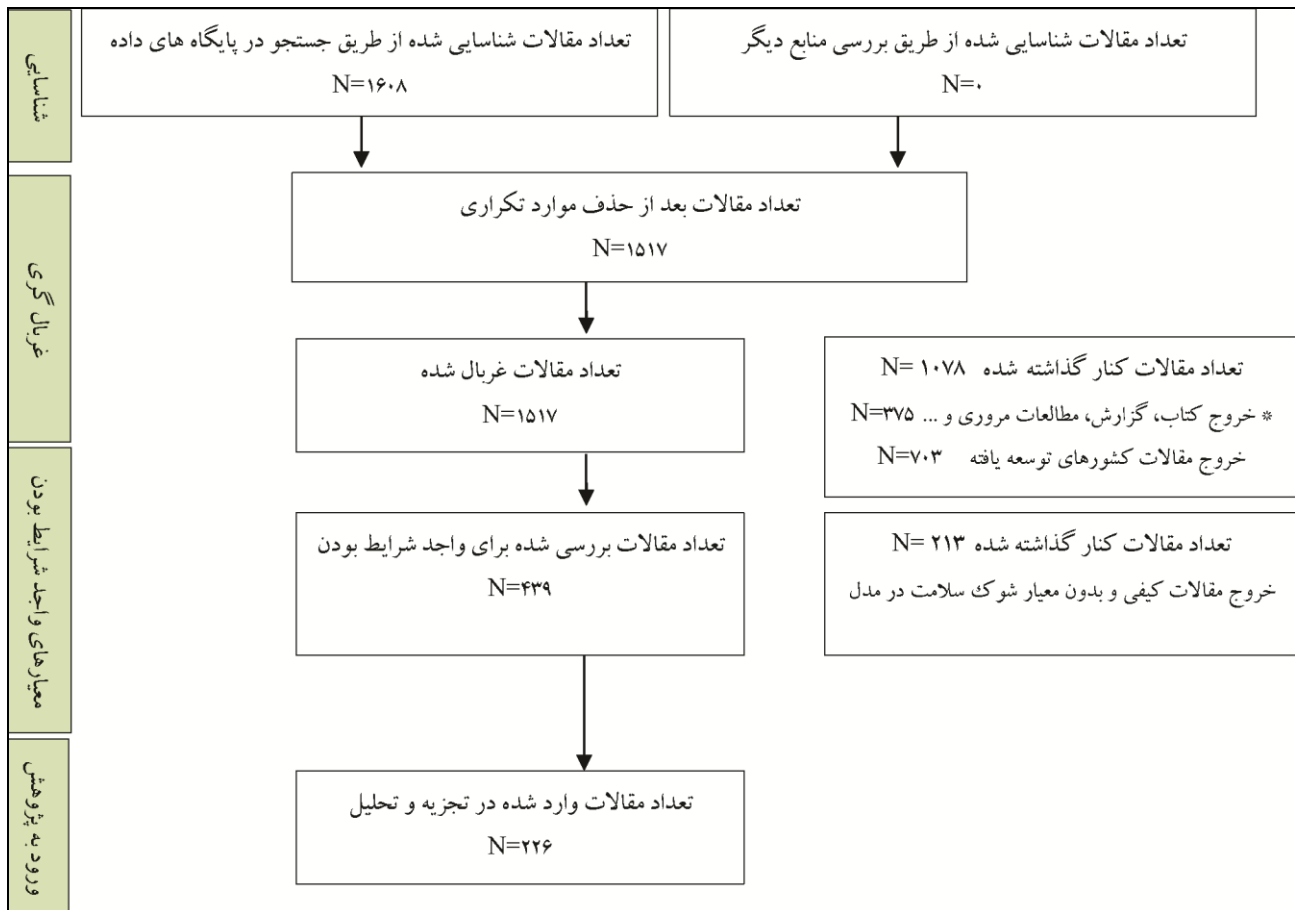 شناسایی
تعداد مقالات شناسایی شده از طریق بررسی منابع دیگر
N=۰
تعداد مقالات شناسایی شده از طریق جستجو در پایگاه های داده
N=۱۶۰۸
غربال گری
تعداد مقالات بعد از حذف موارد تکراری
N=۱۵۱۷
تعداد مقالات غربال شده
N=۱۵۱۷
تعداد مقالات کنار گذاشته شده N= ۱۰۷۸
* خروج کتاب، گزارش، مطالعات مروری و ... N=۳۷۵
خروج مقالات کشورهای توسعه یافته N=۷۰۳
معیارهای واجد شرایط بودن
تعداد مقالات بررسی شده برای واجد شرایط بودن
N=۴۳۹
تعداد مقالات کنار گذاشته شده N= ۲۱۳
خروج مقالات کیفی و بدون معیار شوک سلامت در مدل
ورود به پژوهش
تعداد مقالات وارد شده در تجزیه و تحلیل
N=۲۲۶